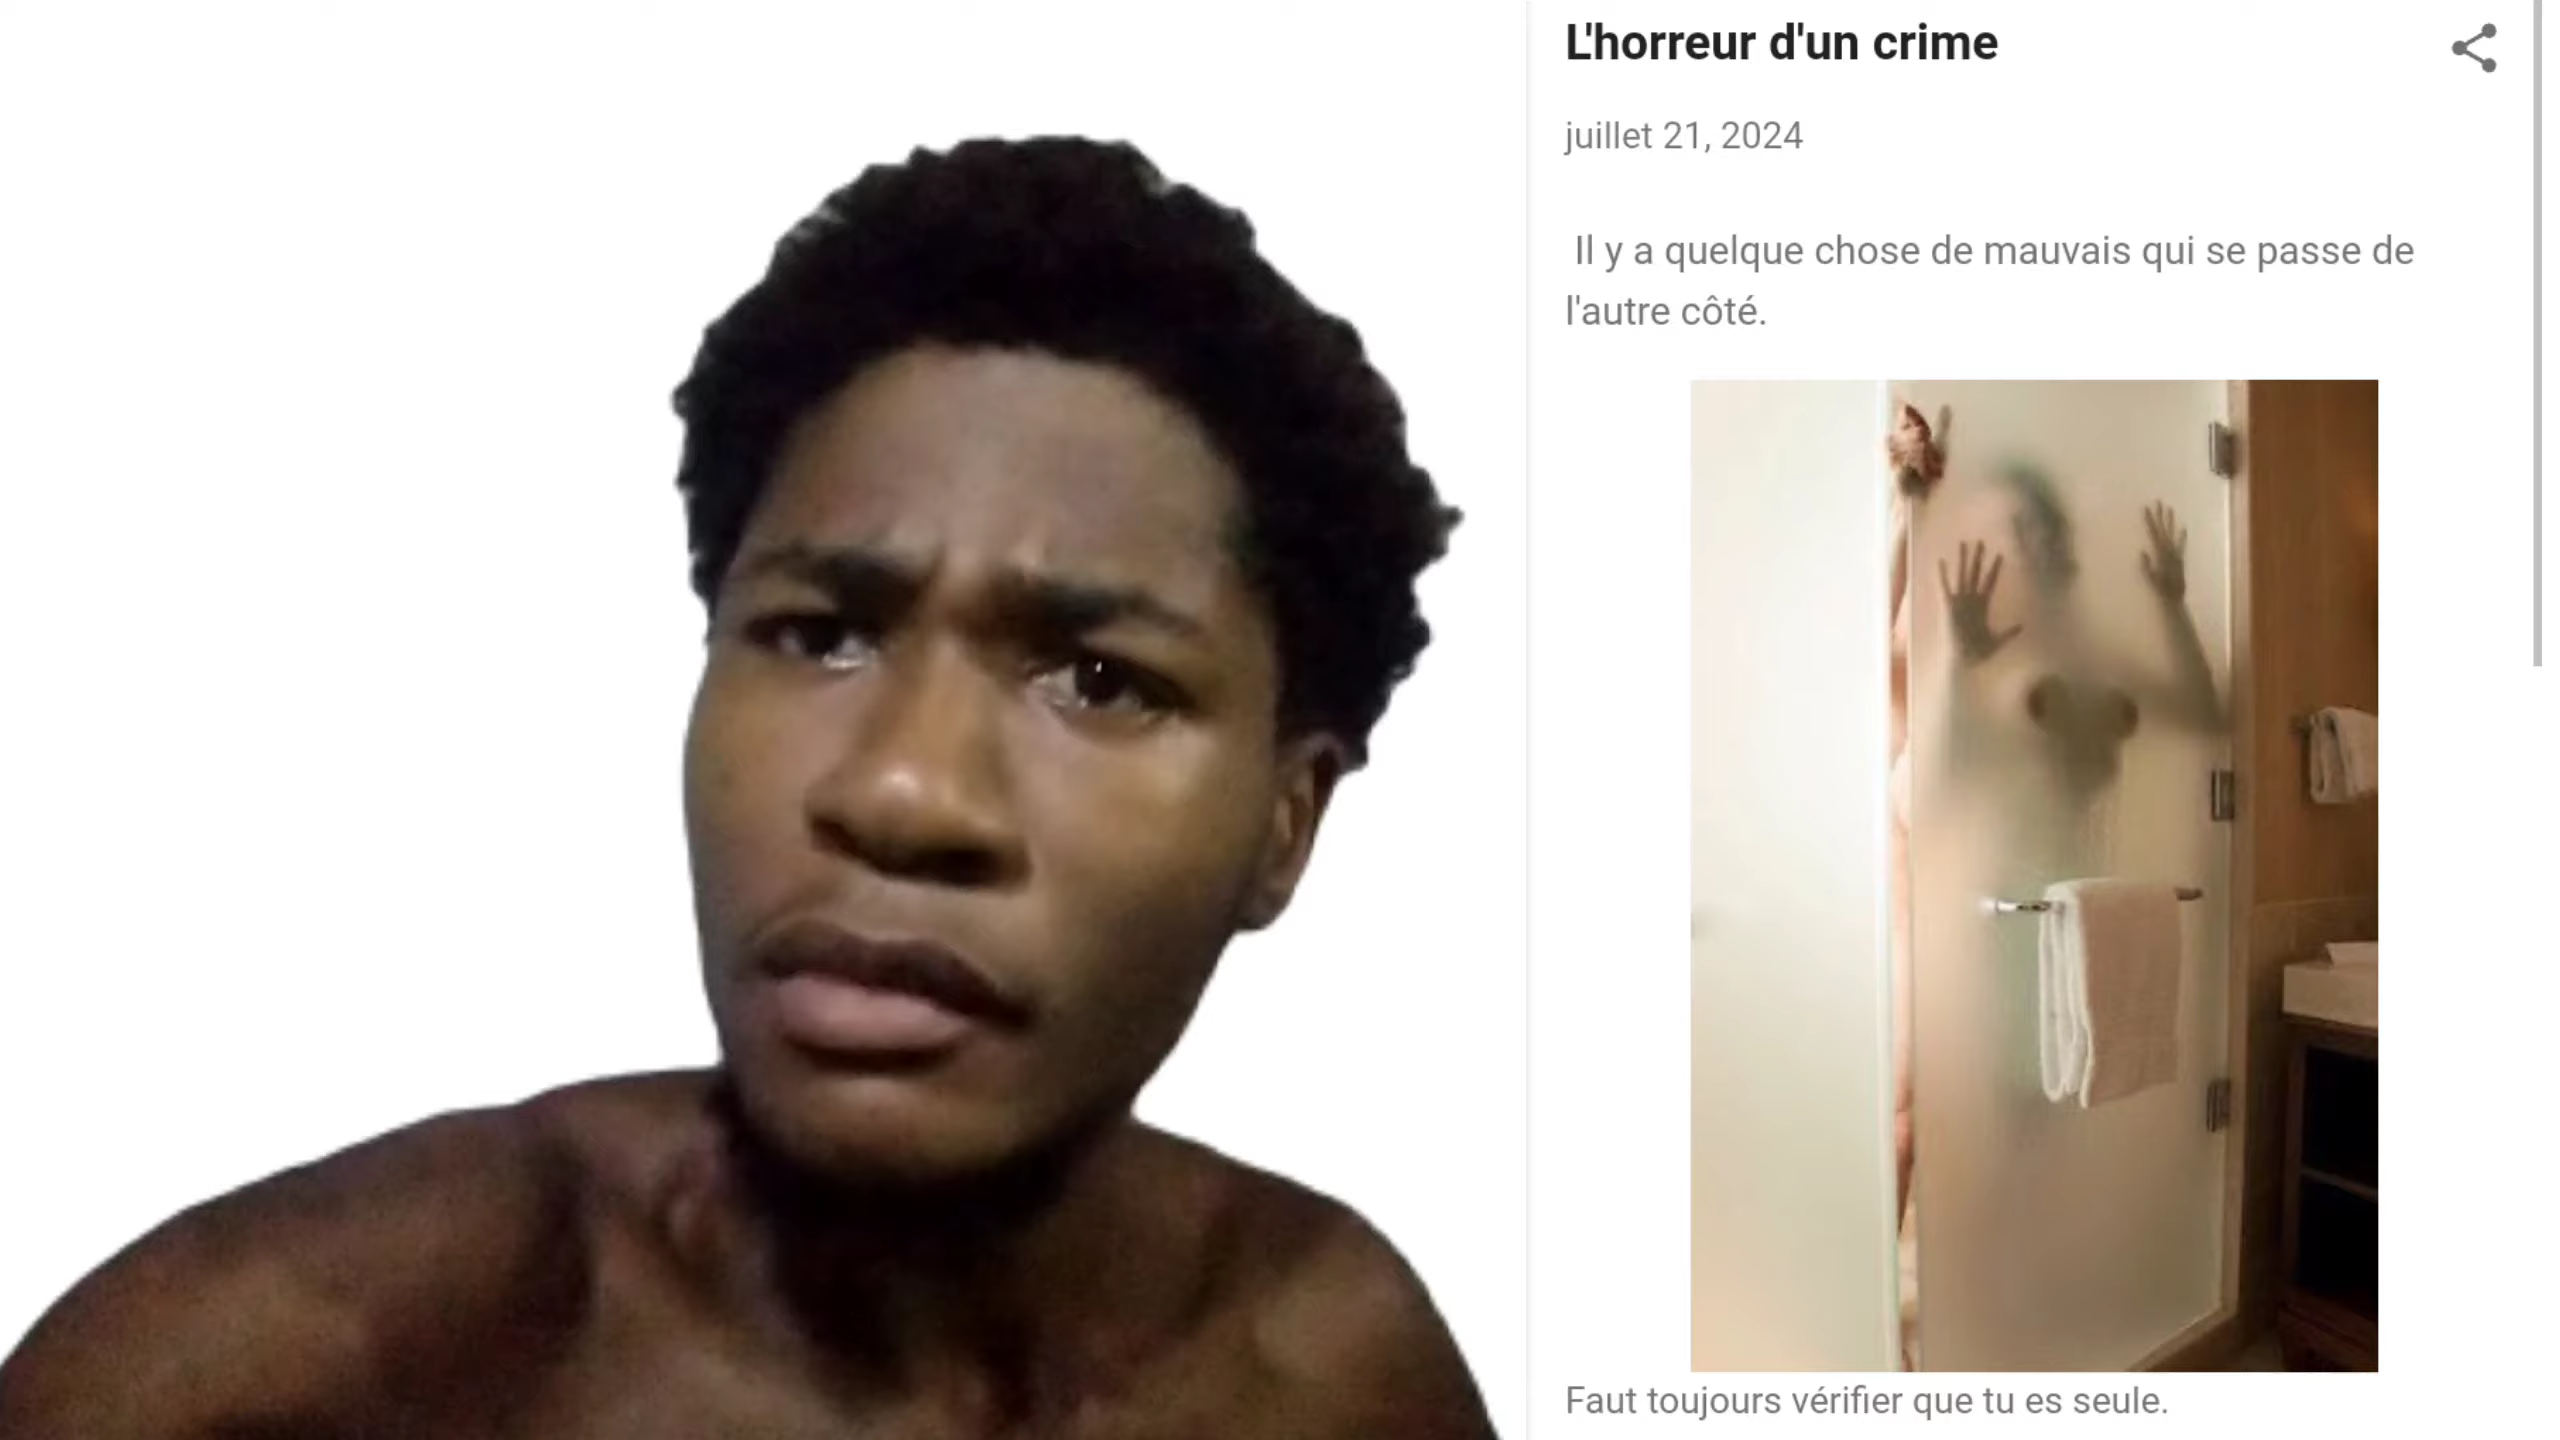 L'horreur d'un crime
juillet 21, 2024
Il y a quelque chose de mauvais qui se passe de
l'autre côté.
Faut toujours vérifier que tu es seule.